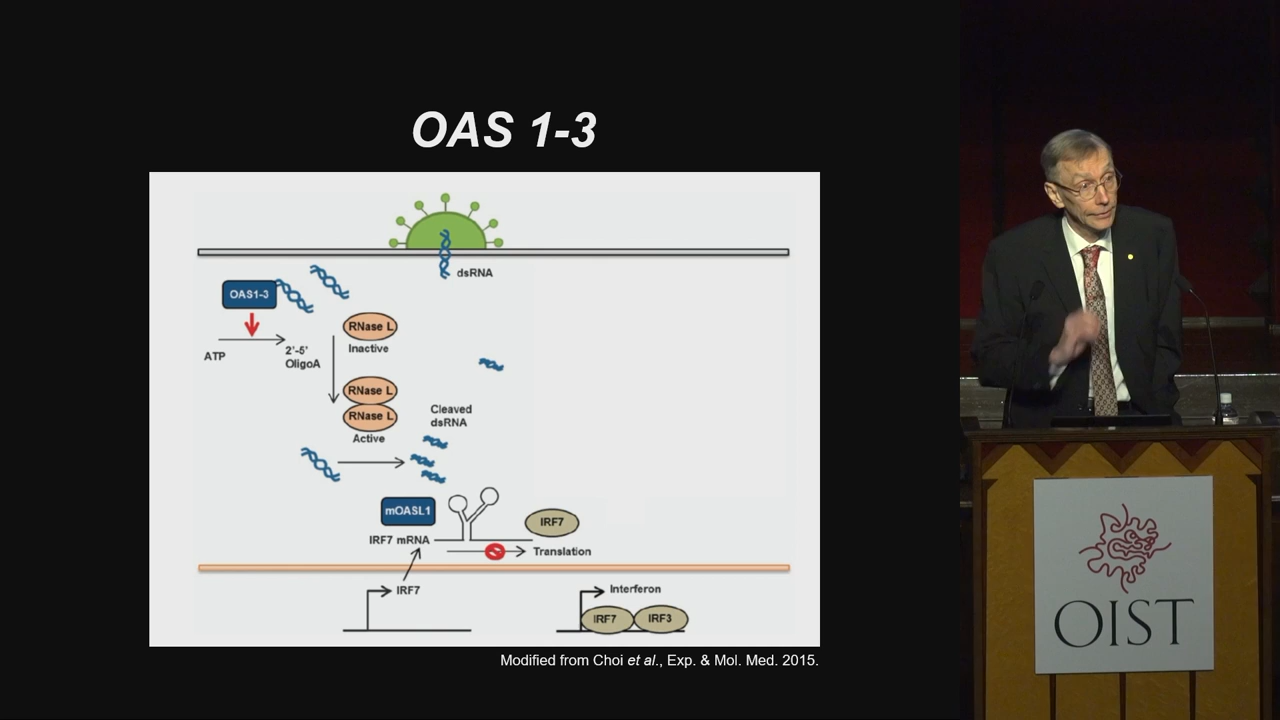 OAS 1-3
dsRNA
OAS1-3
RNase L
Inactive
ATP
2'-5'
OligoA
RNase L
RNase L
Active
Cleaved
dsRNA
mOASL1
IRF7
IRF7 mRNA
Translation
IRF7
Interferon
IRF7
IRF3
Modified from Choi et al., Exp. & Mol. Med. 2015.
OIST